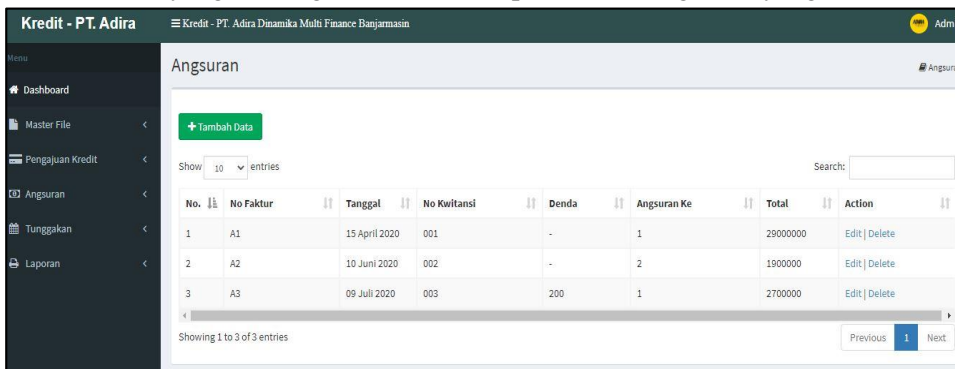 Kredit - PT. Adira
Kredit - PT. Adira Dinamika Multi Finance Banjarmasin
Adm
Menu
Dashboard
Master File
Pengajuan Kredit
Angsuran
Tunggakan
Laporan
Angsuran
Angsura
+ Tambah Data
Show 10 entries
Search:
No. No Faktur Tanggal No Kwitansi Denda Angsuran Ke Total Action
1 A1 15 April 2020 001 - 1 29000000 Edit | Delete
2 A2 10 Juni 2020 002 - 2 1900000 Edit | Delete
3 A3 09 Juli 2020 003 200 1 2700000 Edit | Delete
Showing 1 to 3 of 3 entries
Previous 1 Next